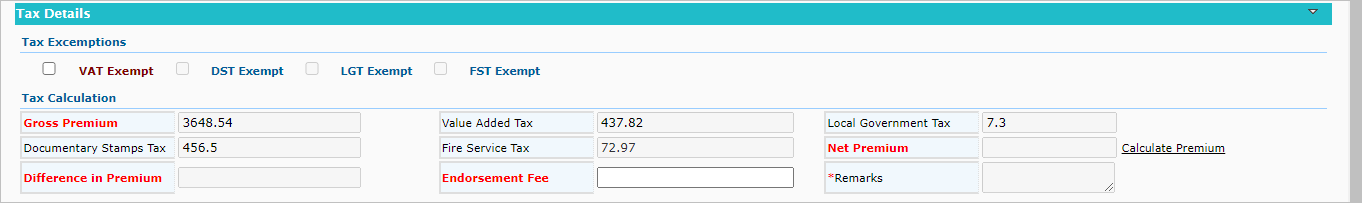 Tax Details
Tax Excemptions
VAT Exempt DST Exempt LGT Exempt FST Exempt
Tax Calculation
Gross Premium 3648.54 Value Added Tax 437.82 Local Government Tax 7.3
Documentary Stamps Tax 456.5 Fire Service Tax 72.97 Net Premium Calculate Premium
Difference in Premium Endorsement Fee *Remarks